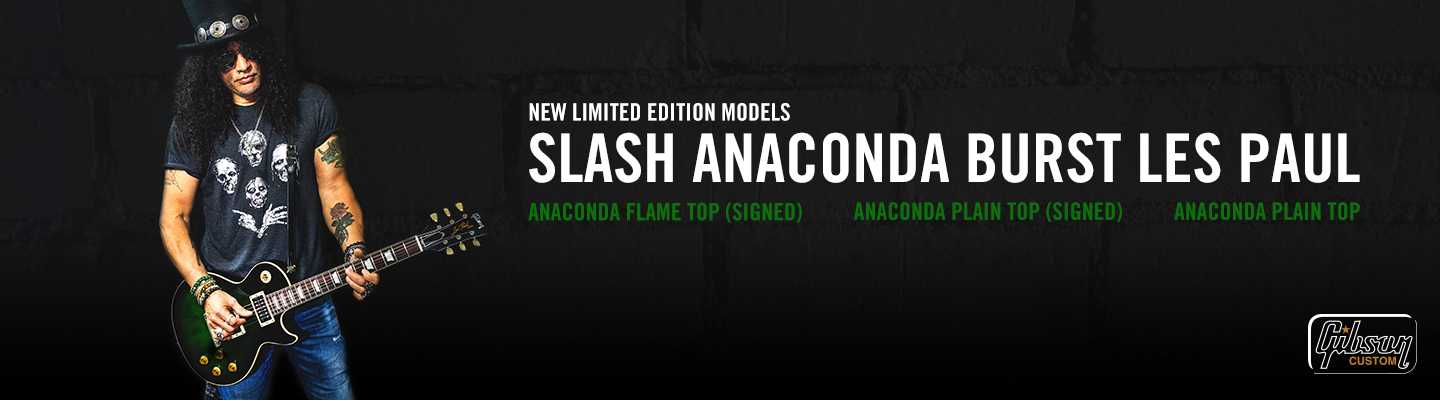 NEW LIMITED EDITION MODELS
SLASH ANACONDA BURST LES PAUL
ANACONDA FLAME TOP (SIGNED) ANACONDA PLAIN TOP (SIGNED) ANACONDA PLAIN TOP
Gibson
CUSTOM